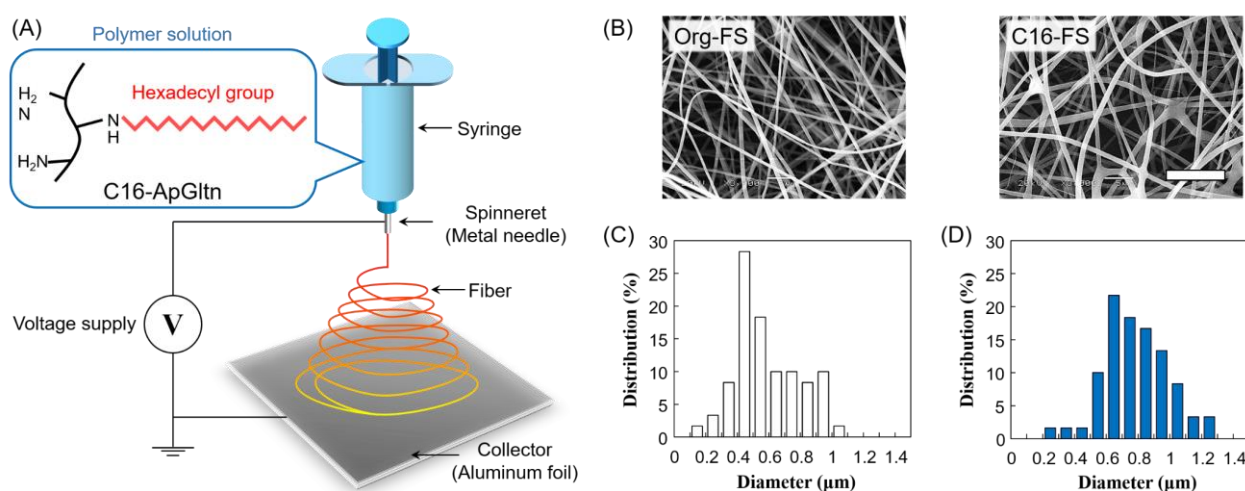 (A)
Polymer solution
H2
N
H2N
N
H
Hexadecyl group
C16-ApGltn
Syringe
Spinneret
(Metal needle)
Fiber
Voltage supply
V
Collector
(Aluminum foil)
(B)
Org-FS
C16-FS
(C)
Distribution (%)
30
25
20
15
10
5
0
0 0.2 0.4 0.6 0.8 1.0 1.2 1.4
Diameter (µm)
(D)
Distribution (%)
30
25
20
15
10
5
0
0 0.2 0.4 0.6 0.8 1.0 1.2 1.4
Diameter (µm)